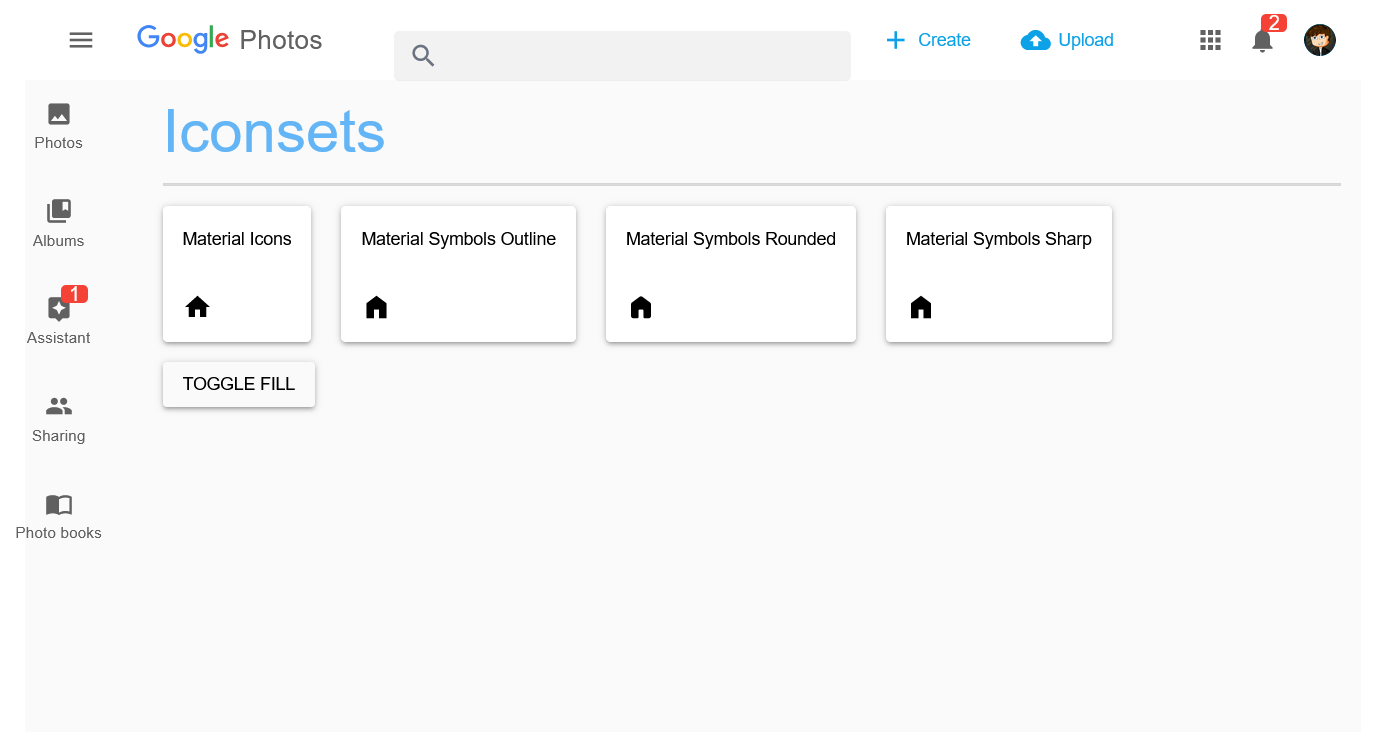 Google Photos
Create
Upload
2
Photos
Albums
1
Assistant
Sharing
Photo books
Iconsets
Material Icons
Material Symbols Outline
Material Symbols Rounded
Material Symbols Sharp
TOGGLE FILL